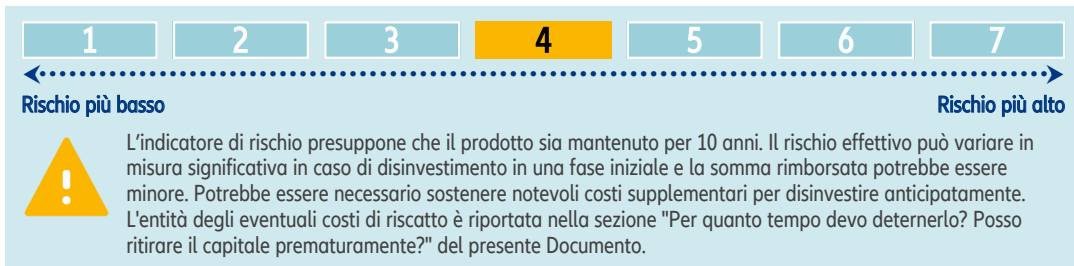 1 2 3 4 5 6 7
Rischio più basso Rischio più alto
L'indicatore di rischio presuppone che il prodotto sia mantenuto per 10 anni. Il rischio effettivo può variare in
misura significativa in caso di disinvestimento in una fase iniziale e la somma rimborsata potrebbe essere
minore. Potrebbe essere necessario sostenere notevoli costi supplementari per disinvestire anticipatamente.
L'entità degli eventuali costi di riscatto è riportata nella sezione "Per quanto tempo devo deternerlo? Posso
ritirare il capitale prematuramente?" del presente Documento.